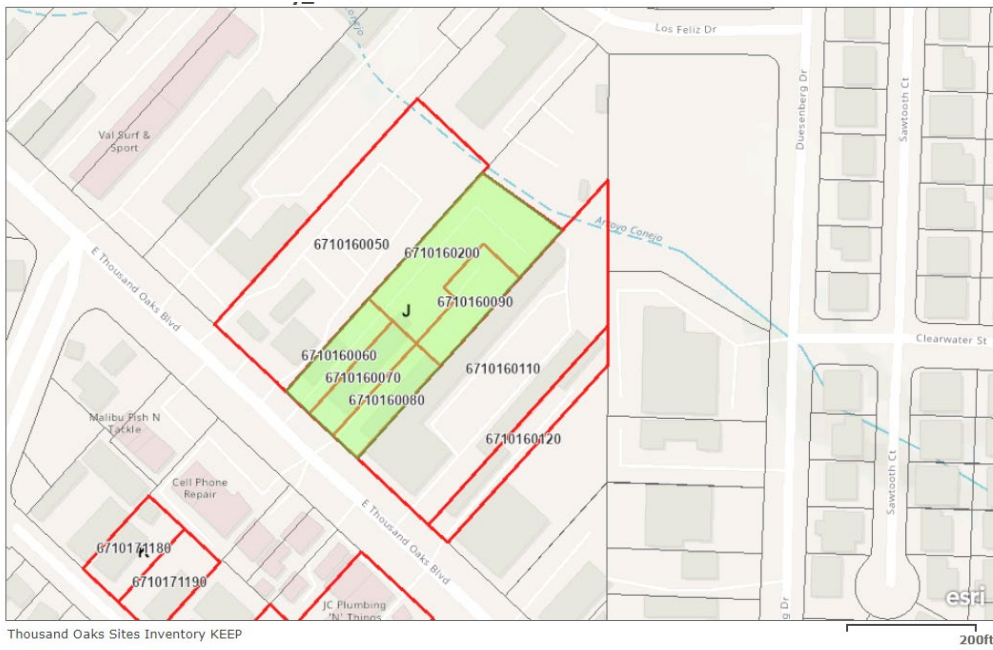 Los Feliz Dr
Conejo
Duesenberg Dr
Sawtooth Ct
Val Surf &
Sport
Arroyo Conejo
6710160050
6710160200
E Thousand Oaks Blvd
6710160090
J
Clearwater St
6710160060
6710160110
6710160070
6710160080
Malibu Fish N
Tackle
6710160120
Cell Phone
Repair
Sawtooth Ct
E Thousand Oaks Blvd
6710171180
6710171190
JC Plumbing
'N' Things
g Dr
esri
Thousand Oaks Sites Inventory KEEP
200ft